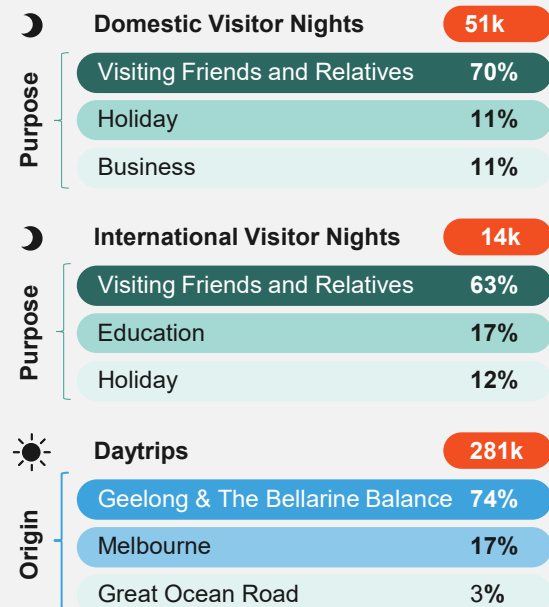 Domestic Visitor Nights 51k
Purpose
Visiting Friends and Relatives 70%
Holiday 11%
Business 11%
International Visitor Nights 14k
Purpose
Visiting Friends and Relatives 63%
Education 17%
Holiday 12%
Daytrips 281k
Origin
Geelong & The Bellarine Balance 74%
Melbourne 17%
Great Ocean Road 3%